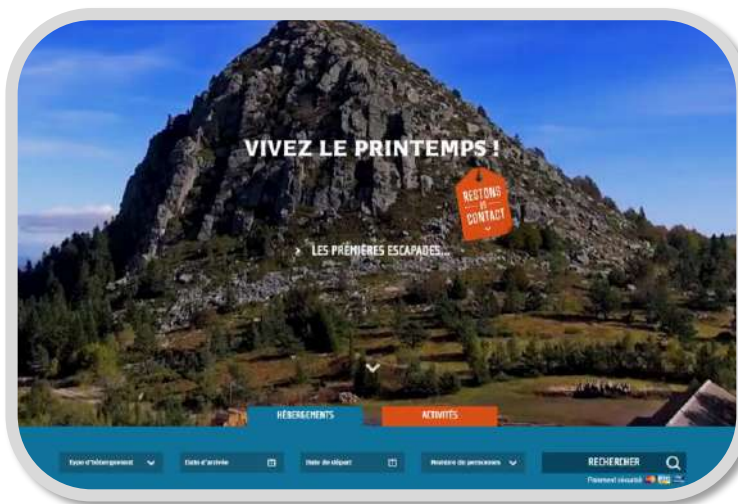 VIVEZ LE PRINTEMPS !
RESTONS
EN
CONTACT
> LES PREMIÈRES ESCAPADES...
HÉBERGEMENTS
ACTIVITÉS
Type d'hébergement
Date d'arrivée
Date de départ
Nombre de personnes
RECHERCHER
Paiement sécurisé